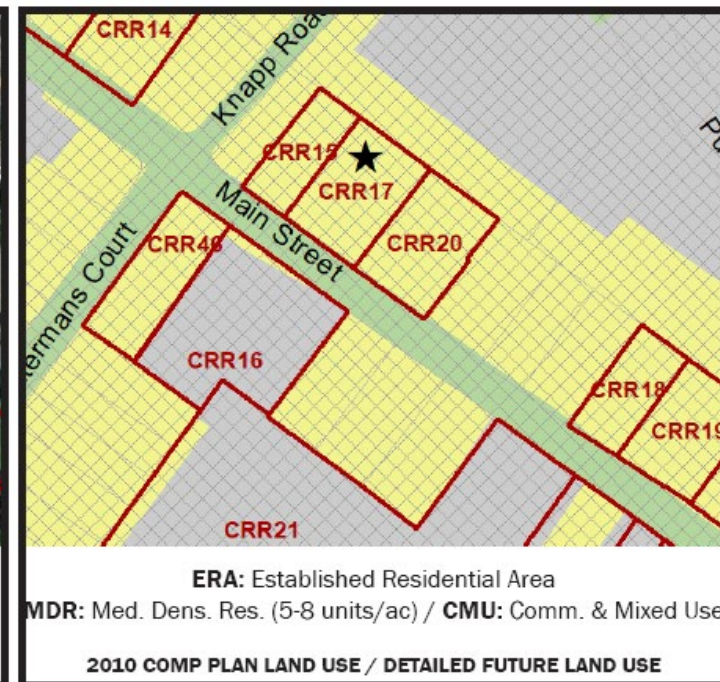 CRR14
Knapp Road
CRR15
CRR17
Main Street
CRR20
CRR46
CRR16
CRR18
CRR19
CRR21
ERA: Established Residential Area
MDR: Med. Dens. Res. (5-8 units/ac) / CMU: Comm. & Mixed Use
2010 COMP PLAN LAND USE / DETAILED FUTURE LAND USE